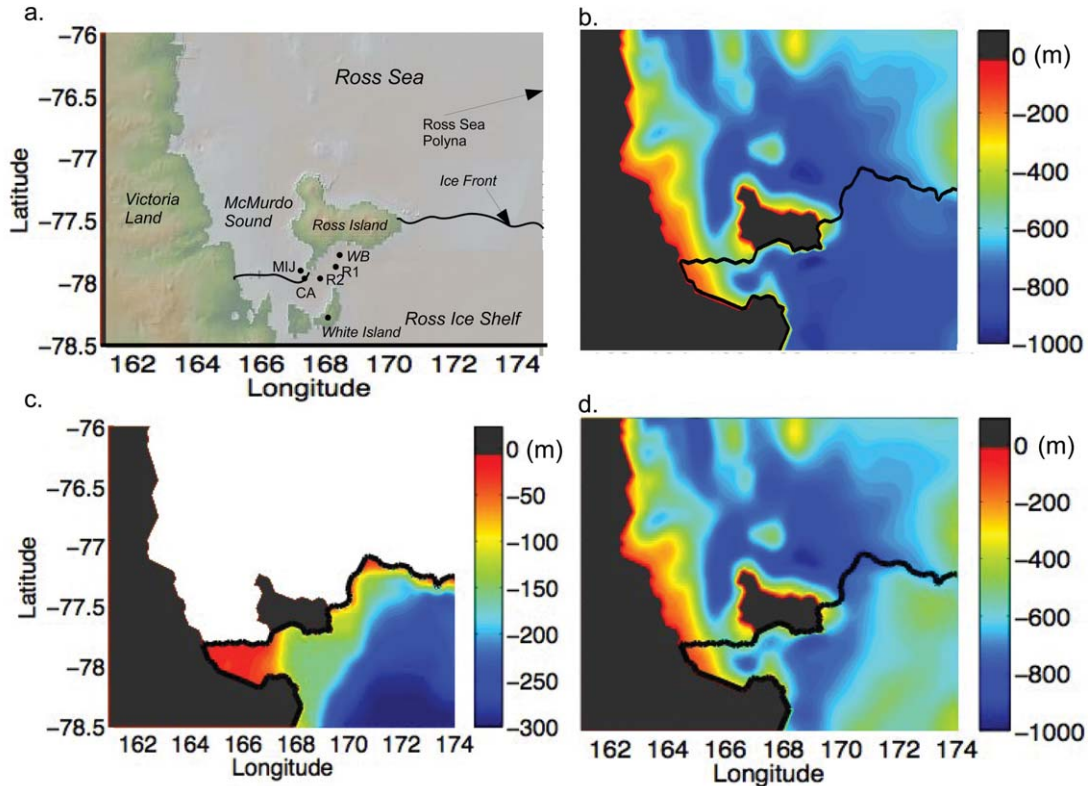 a.
-76
-76.5
-77
-77.5
-78
-78.5
Latitude
Ross Sea
Ross Sea
Polyna
Ice Front
Victoria
Land
McMurdo
Sound
Ross Island
WB
MIJ
R1
R2
CA
White Island
Ross Ice Shelf
162 164 166 168 170 172 174
Longitude
b.
0 (m)
-200
-400
-600
-800
-1000
c.
-76
-76.5
-77
-77.5
-78
-78.5
Latitude
162 164 166 168 170 172 174
Longitude
0 (m)
-50
-100
-150
-200
-250
-300
d.
162 164 166 168 170 172 174
Longitude
0 (m)
-200
-400
-600
-800
-1000